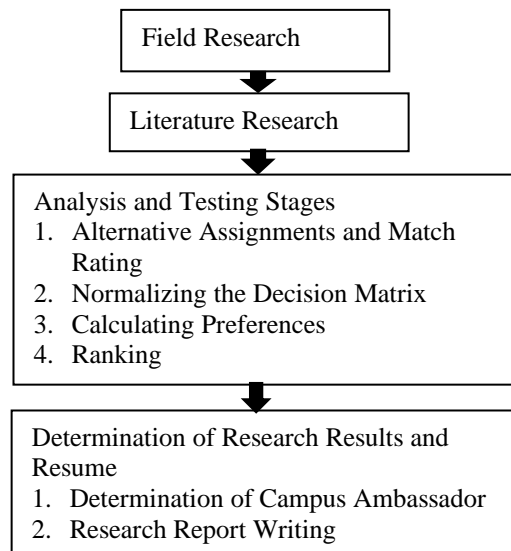 Field Research
Literature Research
Analysis and Testing Stages
1. Alternative Assignments and Match
Rating
2. Normalizing the Decision Matrix
3. Calculating Preferences
4. Ranking
Determination of Research Results and
Resume
1. Determination of Campus Ambassador
2. Research Report Writing